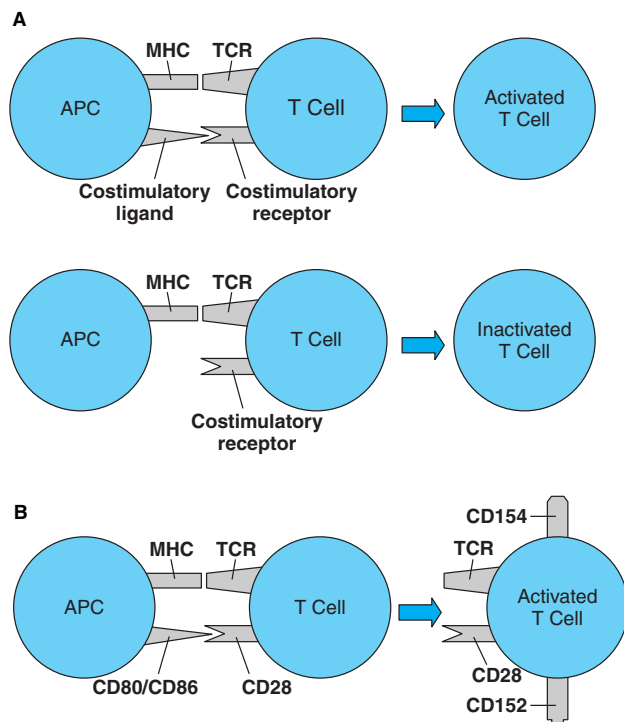 A
MHC
TCR
APC
T Cell
Activated
T Cell
Costimulatory
ligand
Costimulatory
receptor
MHC
TCR
APC
T Cell
Inactivated
T Cell
Costimulatory
receptor
B
CD154
MHC
TCR
TCR
APC
T Cell
Activated
T Cell
CD80/CD86
CD28
CD28
CD152